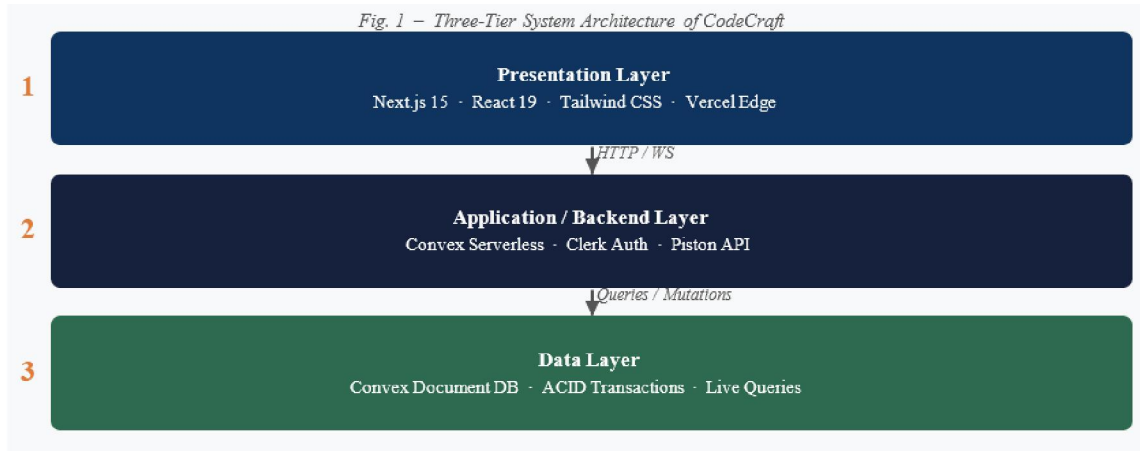 Fig. 1 – Three-Tier System Architecture of CodeCraft
1
Presentation Layer
Next.js 15 · React 19 · Tailwind CSS · Vercel Edge
HTTP / WS
2
Application / Backend Layer
Convex Serverless · Clerk Auth · Piston API
Queries / Mutations
3
Data Layer
Convex Document DB · ACID Transactions · Live Queries